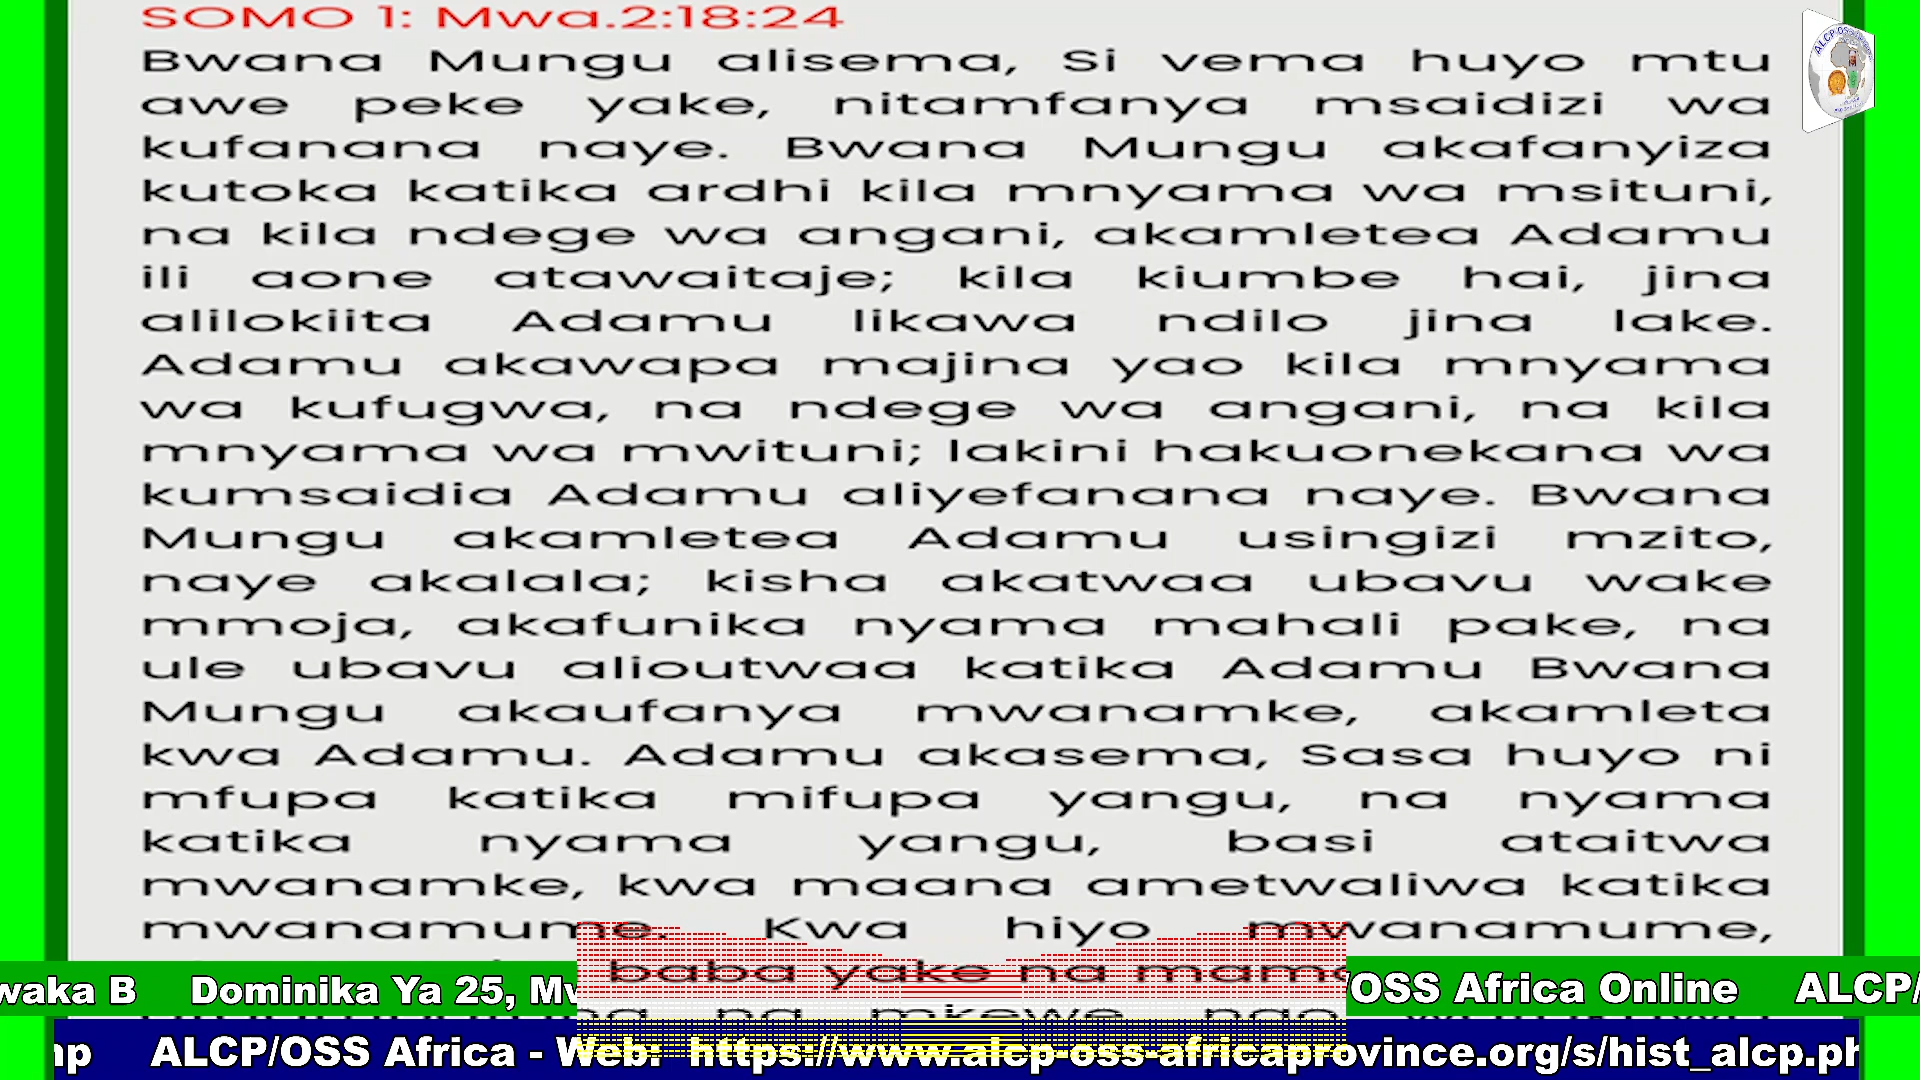 SOMO 1: Mwa.2:18:24
Bwana Mungu alisema, Si vema huyo mtu
awe peke yake, nitamfanya msaidizi wa
kufanana naye. Bwana Mungu akafanyiza
kutoka katika ardhi kila mnyama wa msituni,
na kila ndege wa angani, akamletea Adamu
ili aone atawaitaje; kila kiumbe hai, jina
alilokiita Adamu likawa ndilo jina lake.
Adamu akawapa majina yao kila mnyama
wa kufugwa, na ndege wa angani, na kila
mnyama wa mwituni; lakini hakuonekana wa
kumsaidia Adamu aliyefanana naye. Bwana
Mungu akamletea Adamu usingizi mzito,
naye akalala; kisha akatwaa ubavu wake
mmoja, akafunika nyama mahali pake, na
ule ubavu alioutwaa katika Adamu Bwana
Mungu akaufanya mwanamke, akamleta
kwa Adamu. Adamu akasema, Sasa huyo ni
mfupa katika mifupa yangu, na nyama
katika nyama yangu, basi ataitwa
mwanamke, kwa maana ametwaliwa katika
mwanamume. Kwa hiyo mwanamume,
baba yake na mama
waka B Dominika Ya 25, Mw /OSS Africa Online ALCP/
na mkewe nao
ap ALCP/OSS Africa - Web: https://www.alcp-oss-africaprovince.org/s/hist_alcp.ph